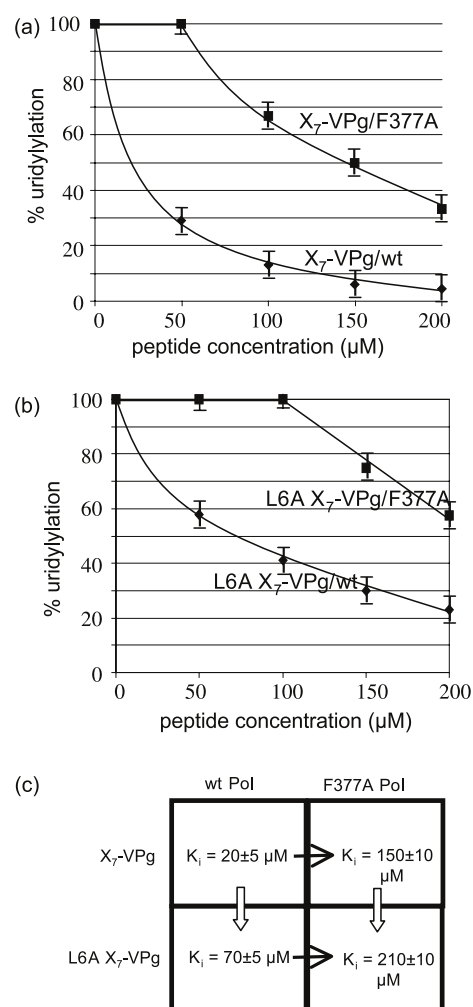 (a)
100
80
60
40
20
0
% uridylylation
X₇-VPg/F377A
X₇-VPg/wt
0 50 100 150 200
peptide concentration (µM)
(b)
100
80
60
40
20
0
% uridylylation
L6A X₇-VPg/F377A
L6A X₇-VPg/wt
0 50 100 150 200
peptide concentration (µM)
(c)
wt Pol F377A Pol
X₇-VPg
Kᵢ = 20±5 µM
Kᵢ = 150±10
µM
L6A X₇-VPg
Kᵢ = 70±5 µM
Kᵢ = 210±10
µM